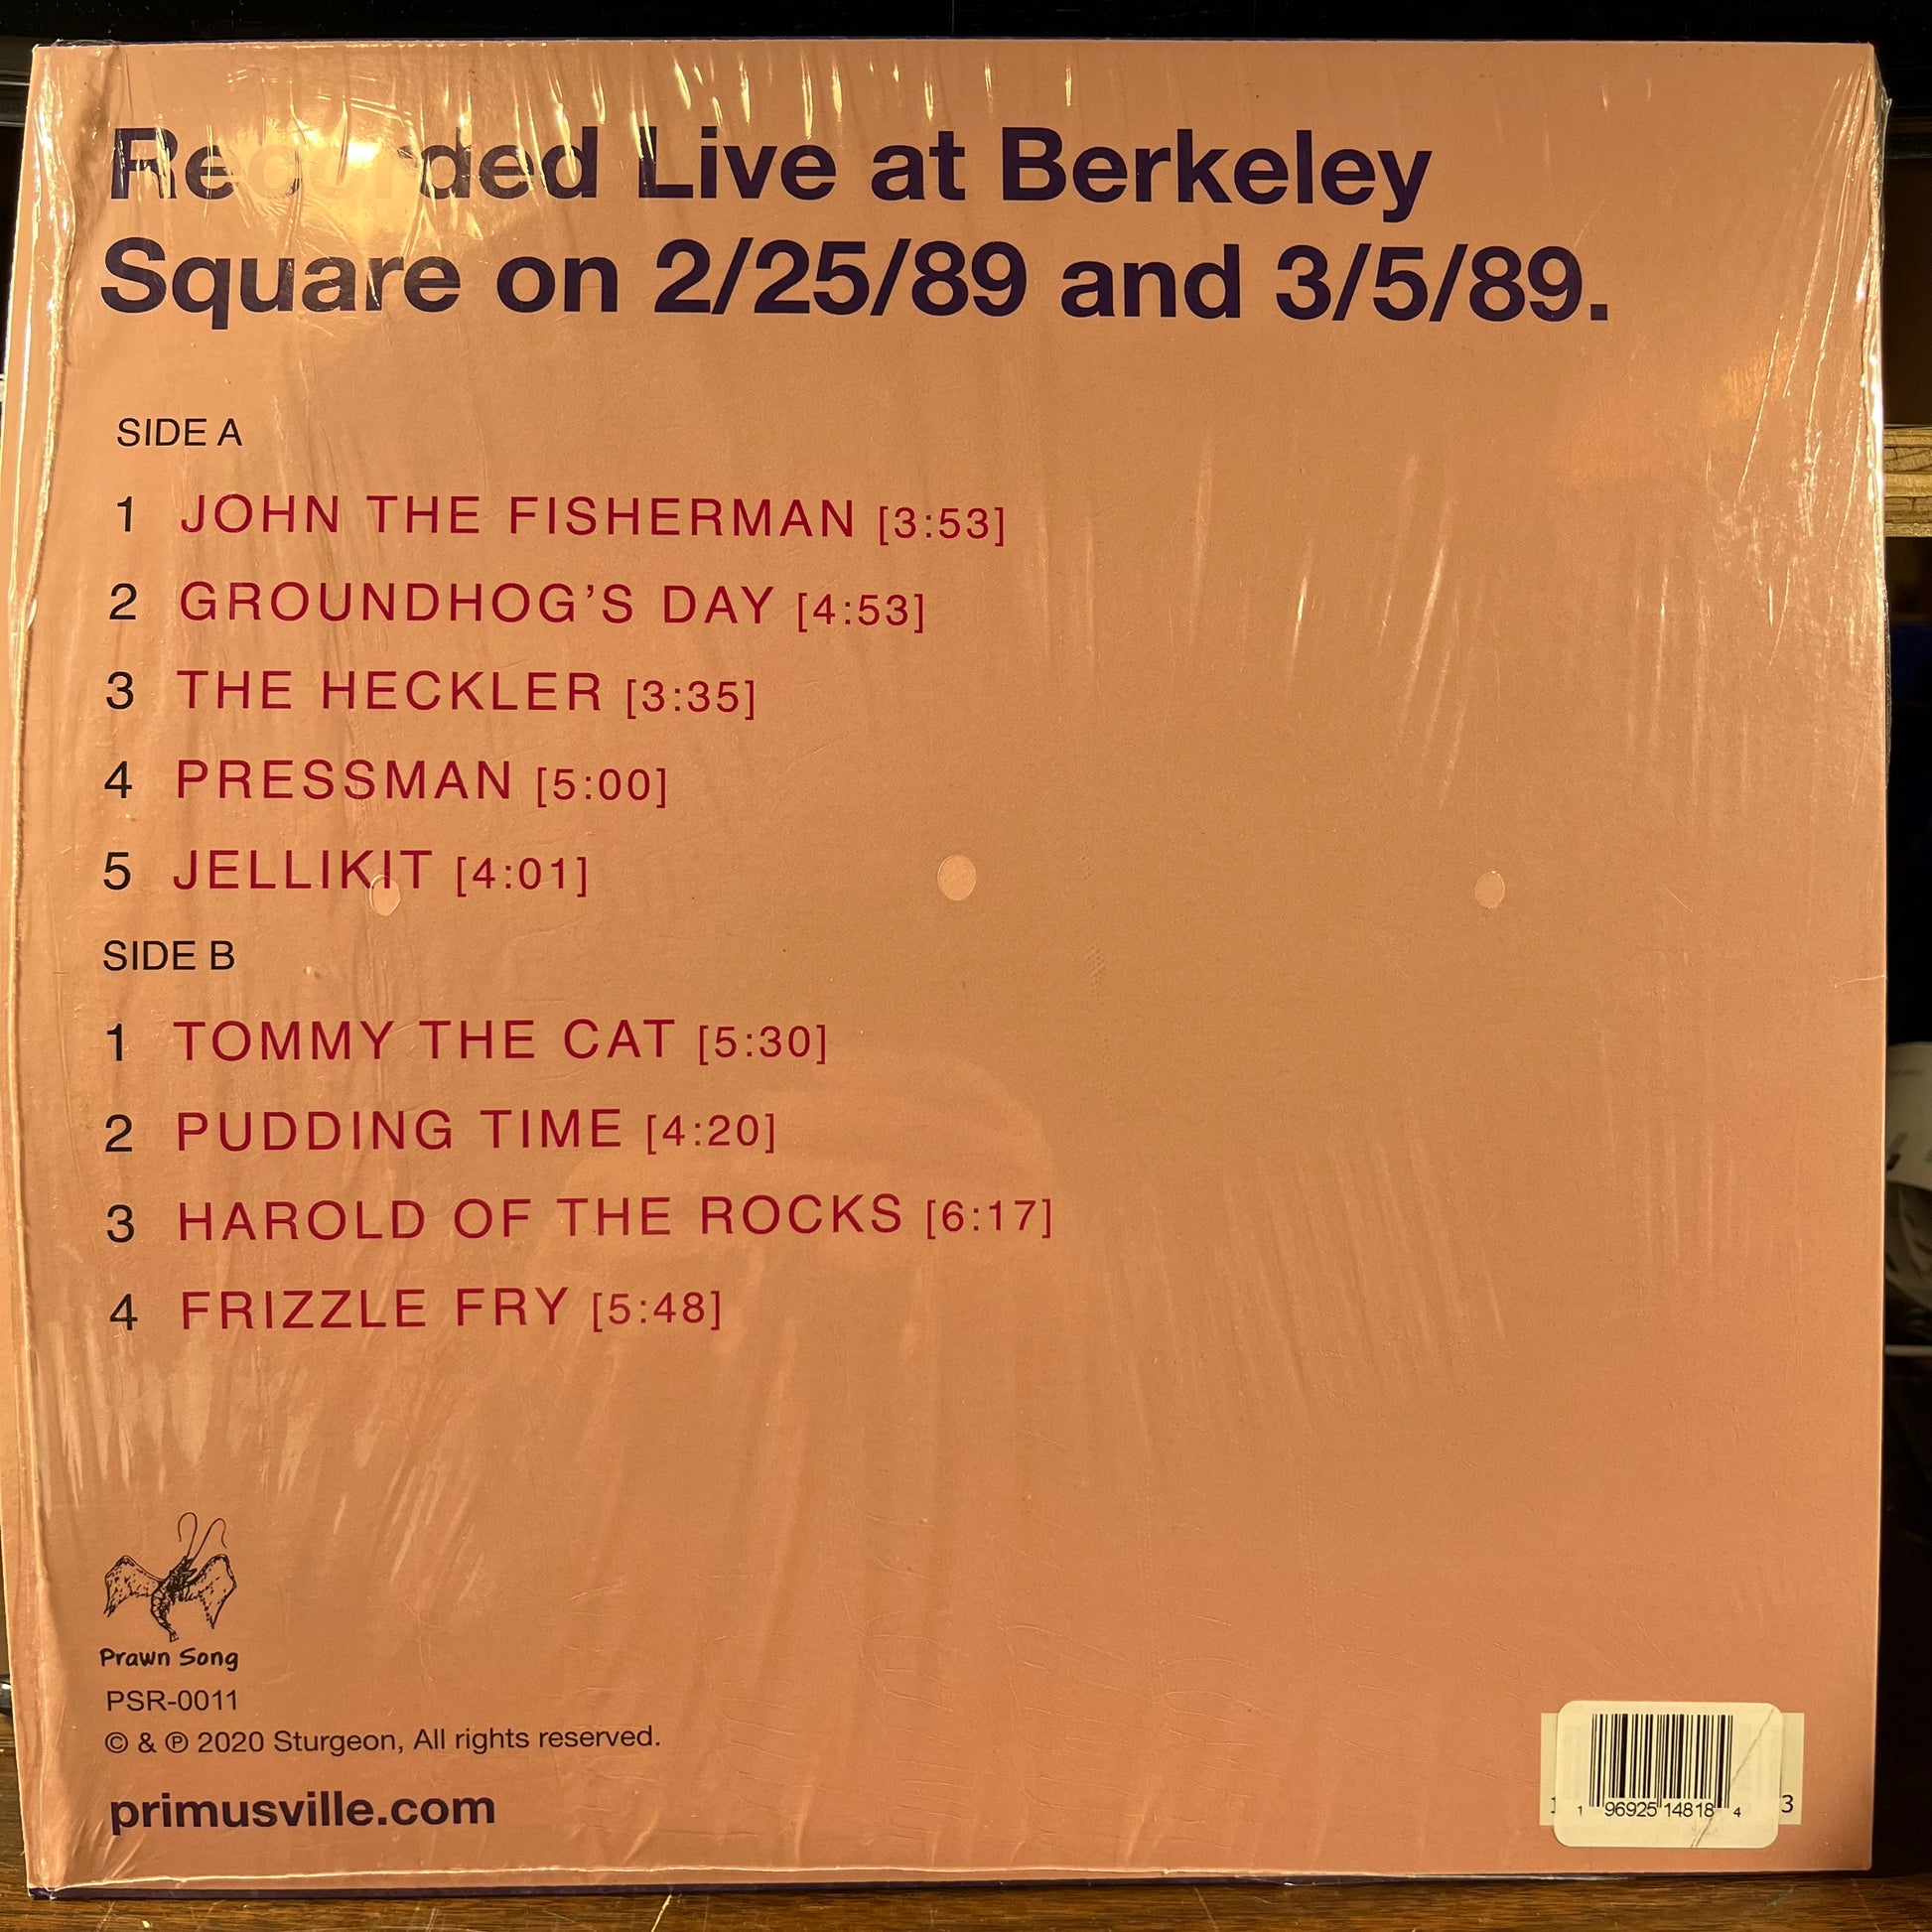 Recorded Live at Berkeley
Square on 2/25/89 and 3/5/89.
SIDE A
1 JOHN THE FISHERMAN [3:53]
2 GROUNDHOG'S DAY [4:53]
3 THE HECKLER [3:35]
4 PRESSMAN [5:00]
5 JELLIKIT [4:01]
SIDE B
1 TOMMY THE CAT [5:30]
2 PUDDING TIME [4:20]
3 HAROLD OF THE ROCKS [6:17]
4 FRIZZLE FRY [5:48]
Prawn Song
PSR-0011
© & ℗ 2020 Sturgeon, All rights reserved.
primusville.com
1 96925 14818 4
3